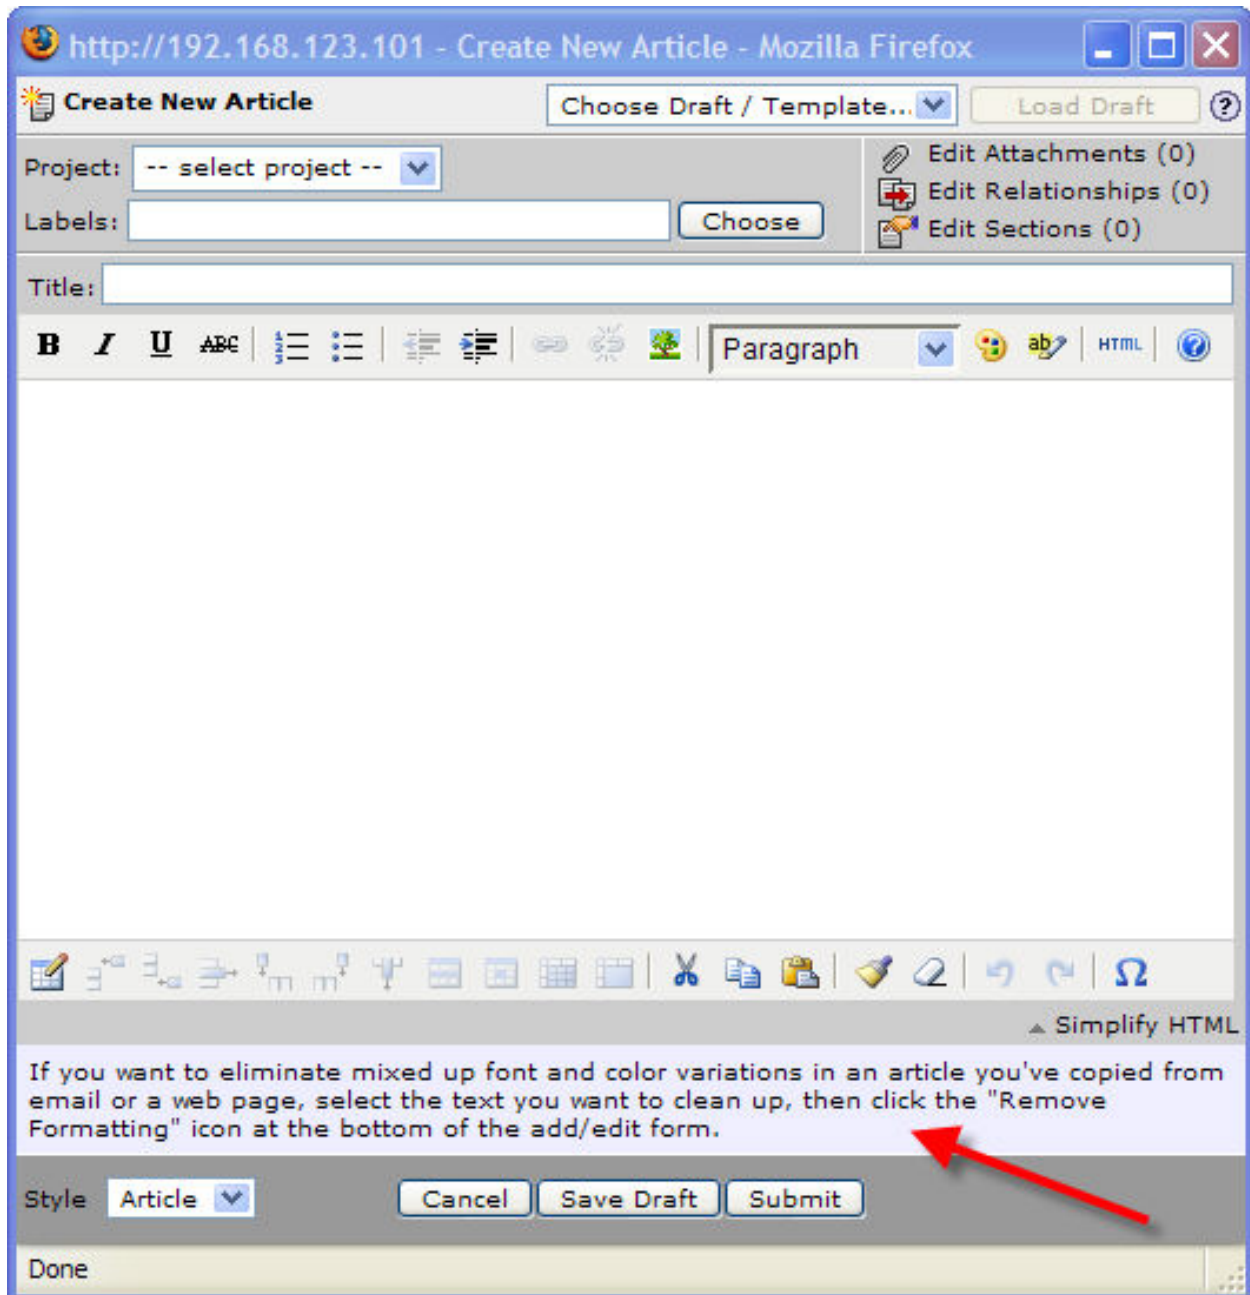 http://192.168.123.101 - Create New Article - Mozilla Firefox
Create New Article Choose Draft / Template... Load Draft ?
Project: -- select project -- Edit Attachments (0)
Edit Relationships (0)
Labels: Choose Edit Sections (0)
Title:
B I U ABC Paragraph ab HTML ?
Ω
Simplify HTML
If you want to eliminate mixed up font and color variations in an article you've copied from
email or a web page, select the text you want to clean up, then click the "Remove
Formatting" icon at the bottom of the add/edit form.
Style Article Cancel Save Draft Submit
Done